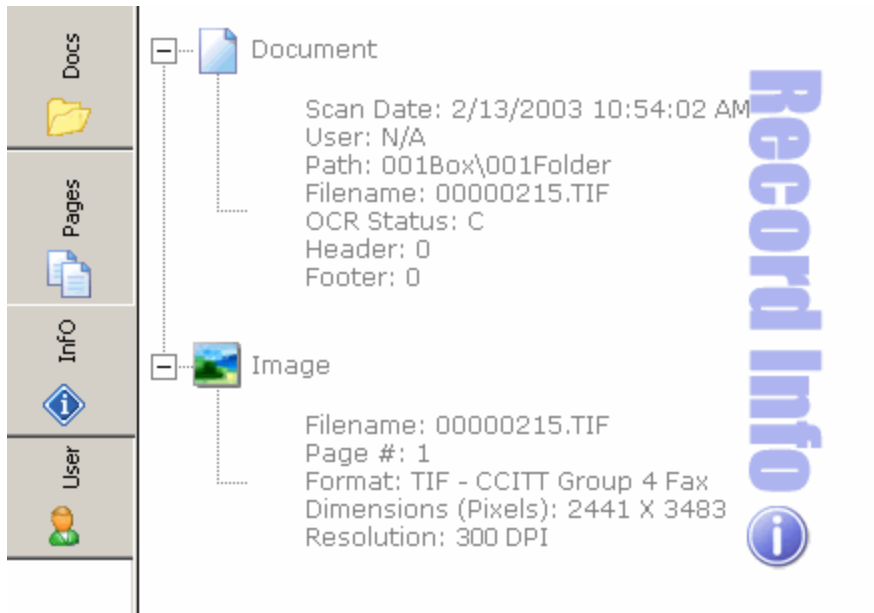 Docs
Pages
InfO
User
Document
Scan Date: 2/13/2003 10:54:02 AM
User: N/A
Path: 001Box\001Folder
Filename: 00000215.TIF
OCR Status: C
Header: 0
Footer: 0
Image
Filename: 00000215.TIF
Page #: 1
Format: TIF - CCITT Group 4 Fax
Dimensions (Pixels): 2441 X 3483
Resolution: 300 DPI
Record Info